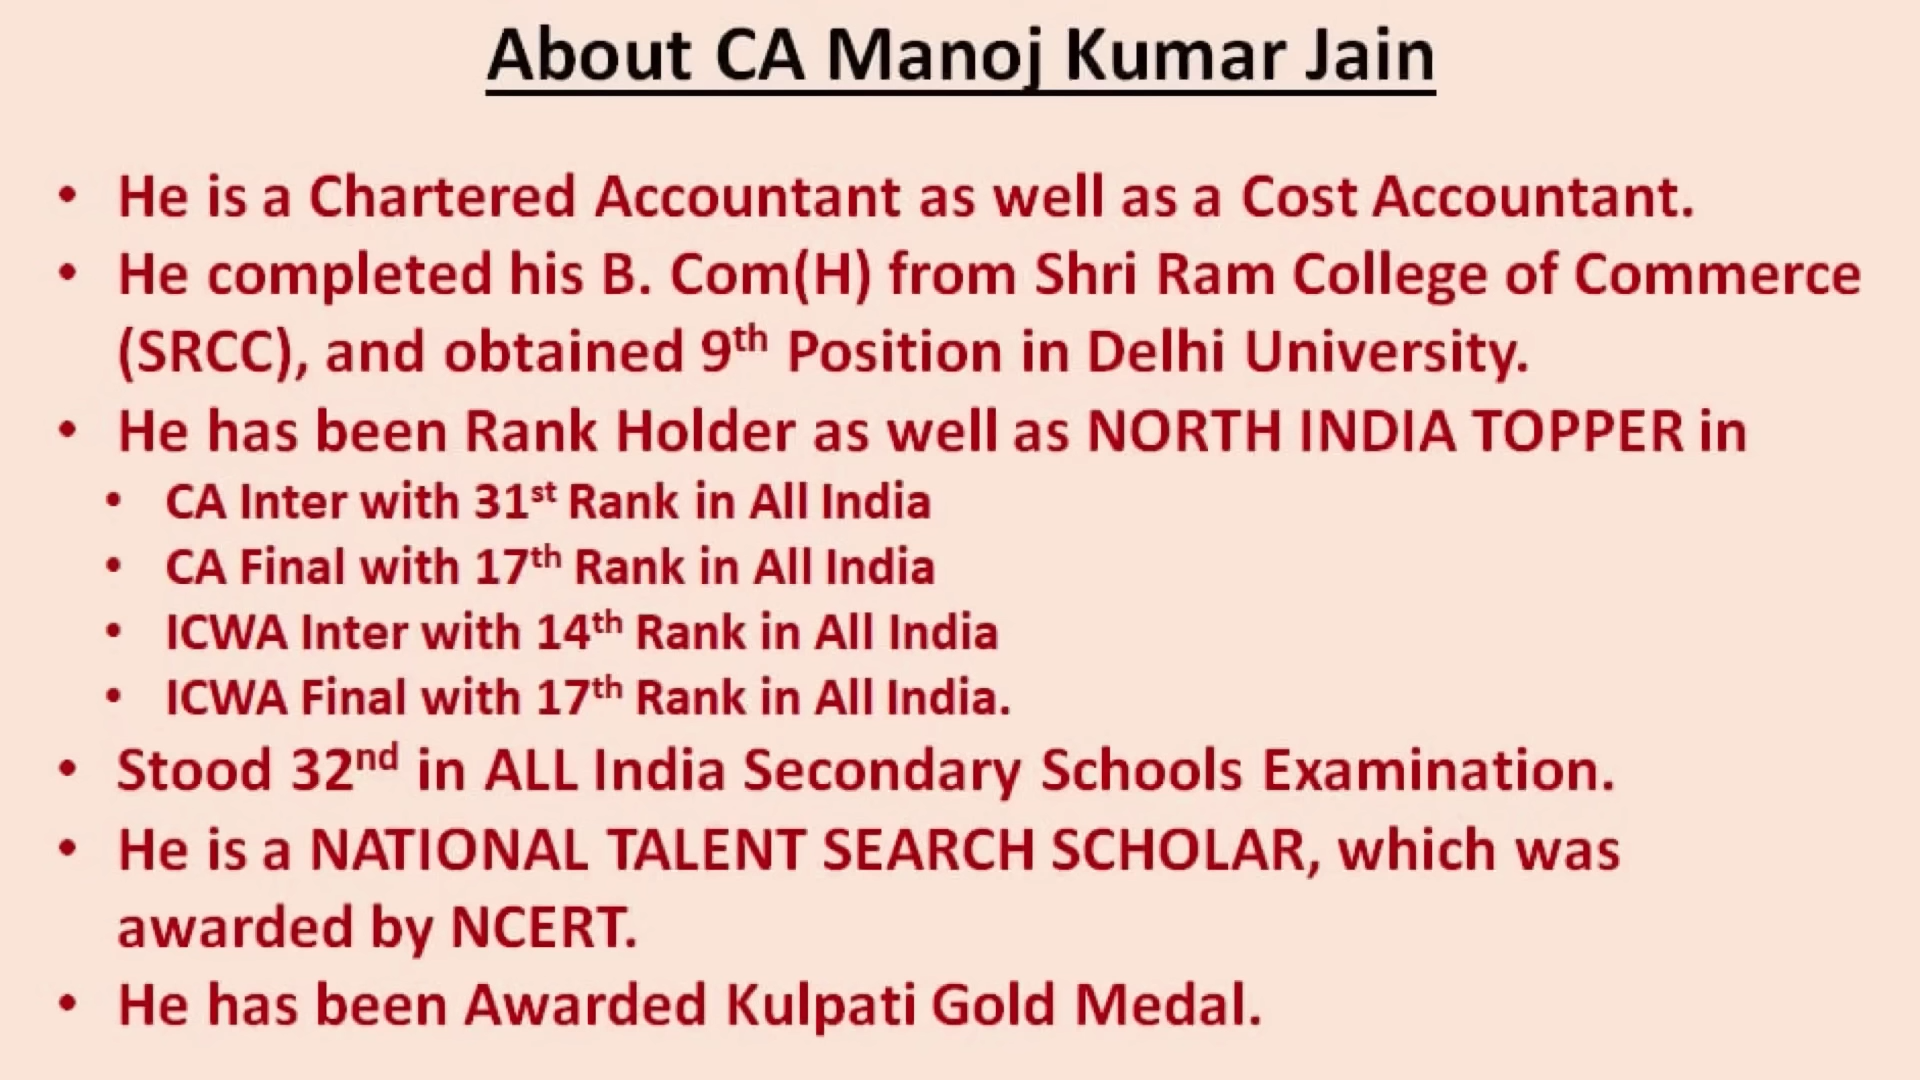 About CA Manoj Kumar Jain
• He is a Chartered Accountant as well as a Cost Accountant.
• He completed his B. Com(H) from Shri Ram College of Commerce
(SRCC), and obtained 9th Position in Delhi University.
• He has been Rank Holder as well as NORTH INDIA TOPPER in
• CA Inter with 31st Rank in All India
• CA Final with 17th Rank in All India
• ICWA Inter with 14th Rank in All India
• ICWA Final with 17th Rank in All India.
• Stood 32nd in ALL India Secondary Schools Examination.
• He is a NATIONAL TALENT SEARCH SCHOLAR, which was
awarded by NCERT.
• He has been Awarded Kulpati Gold Medal.